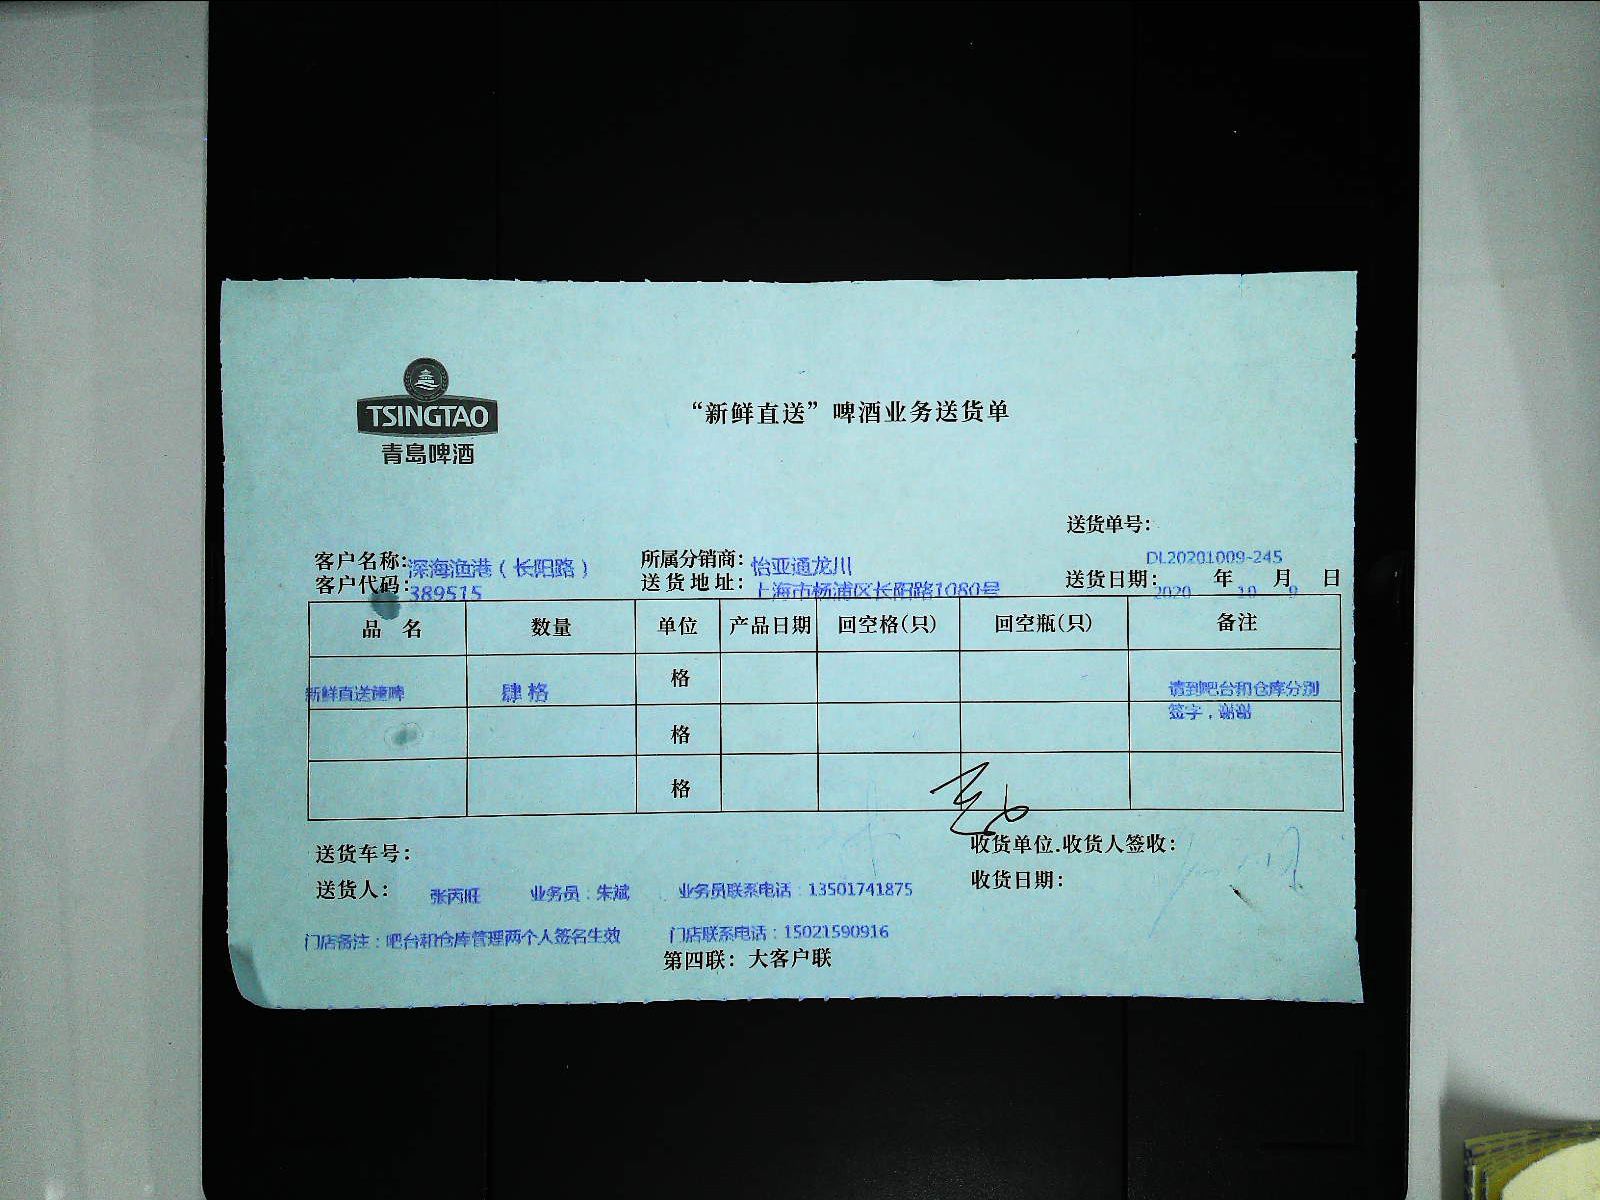 TSINGTAO
青島啤酒
“新鲜直送”啤酒业务送货单
送货单号：
DL20201009-245
客户名称：深海渔港（长阳路） 所属分销商：怡亚通龙川
客户代码：389515 送货地址：上海市杨浦区长阳路1080号 送货日期：2020 年 10 月 9 日
品 名 数量 单位 产品日期 回空格(只) 回空瓶(只) 备注
新鲜直送 肆格 格 请到吧台和仓库分别
签字，谢谢
格
格
送货车号： 收货单位.收货人签收：
送货人： 张丙旺 业务员：朱斌 业务员联系电话：13501741875 收货日期：
门店备注：吧台和仓库管理两个人签名生效 门店联系电话：15021590916
第四联：大客户联